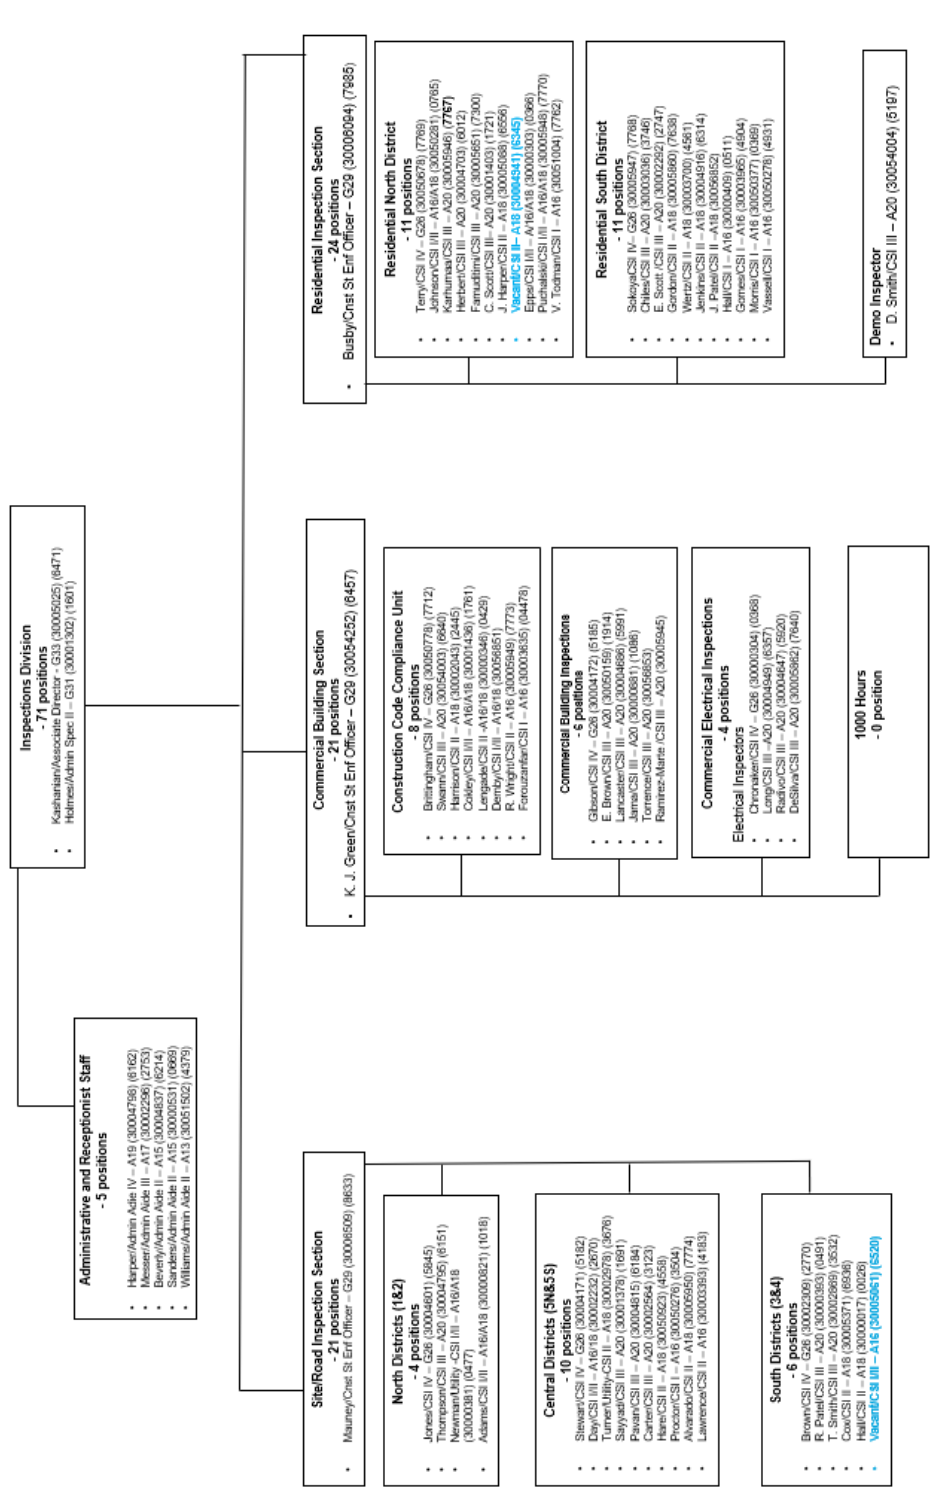 Inspections Division
- 71 positions
• Kashanian/Associate Director - G33 (30005025) (6471)
• Holmes/Admin Spec II – G31 (30001302) (1601)
Administrative and Receptionist Staff
- 5 positions
• Harper/Admin Adie IV – A19 (30004798) (6162)
• Messer/Admin Aide III – A17 (30002296) (2753)
• Beverly/Admin Aide II – A15 (30004837) (6214)
• Sanders/Admin Aide II – A15 (30000531) (0669)
• Williams/Admin Aide II – A13 (30051502) (4379)
Site/Road Inspection Section
- 21 positions
• Mauney/Cnst St Enf Officer – G29 (30006509) (8633)
North Districts (1&2)
- 4 positions
• Jones/CSI IV – G26 (30004601) (5845)
• Thompson/CSI III – A20 (30004795) (6151)
• Newman/Utility -CSI I/II – A16/A18
(30000381) (0477)
• Adams/CSI I/II – A16/A18 (30000821) (1018)
Central Districts (5N&5S)
- 10 positions
• Stewart/CSI IV – G26 (30004171) (5182)
• Day/CSI I/II – A16/18 (30002232) (2670)
• Turner/Utility-CSI II – A18 (30002978) (3676)
• Sayyad/CSI III – A20 (30001378) (1691)
• Pavan/CSI III – A20 (30004815) (6184)
• Carter/CSI III – A20 (30002564) (3123)
• Hare/CSI II – A18 (30050923) (4558)
• Proctor/CSI I – A16 (30050276) (3504)
• Alvarado/CSI II – A18 (30005950) (7774)
• Lawrence/CSI II – A16 (30003393) (4183)
South Districts (3&4)
- 6 positions
• Brown/CSI IV – G26 (30002309) (2770)
• R. Patel/CSI III – A20 (30000393) (0491)
• T. Smith/CSI III – A20 (30002869) (3532)
• Cox/CSI II – A18 (30005371) (6936)
• Hall/CSI II – A18 (300000017) (0026)
• Vacant/CSI I/II – A16 (30005061) (6520)
Commercial Building Section
- 21 positions
• K. J. Green/Cnst St Enf Officer – G29 (30054252) (6457)
Construction Code Compliance Unit
- 8 positions
• Brittingham/CSI IV – G26 (30050778) (7712)
• Swann/CSI III – A20 (30054003) (6640)
• Harrison/CSI II – A18 (30002043) (2445)
• Cokley/CSI I/II – A16/A18 (30001436) (1761)
• Lengade/CSI II -A16/18 (30000346) (0429)
• Demby/CSI I/II – A16/18 (30056851)
• R. Wright/CSI II – A16 (30005949) (7773)
• Forouzanfar/CSI I – A16 (30003635) (04478)
Commercial Building Inspections
- 6 positions
• Gibson/CSI IV – G26 (30004172) (5185)
• E. Brown/CSI III – A20 (30050159) (1914)
• Lancaster/CSI III – A20 (30004686) (5991)
• Jama/CSI III – A20 (30000881) (1086)
• Torrence/CSI III – A20 (30056853)
• Ramirez-Marte /CSI III – A20 (30005945)
Commercial Electrical Inspections
- 4 positions
Electrical Inspectors
• Chronaker/CSI IV – G26 (30000304) (0368)
• Long/CSI III –A20 (30004949) (6357)
• Radivo/CSI III – A20 (30004647) (5920)
• DeSilva/CSI III – A20 (30005862) (7640)
1000 Hours
- 0 position
Residential Inspection Section
- 24 positions
• Busby/Cnst St Enf Officer – G29 (30006094) (7985)
Residential North District
- 11 positions
• Terry/CSI IV – G26 (30050678) (7769)
• Johnson/CSI I/II – A16/A18 (30050281) (0765)
• Karhumaa/CSI III – A20 (30005946) (7767)
• Herbert/CSI III – A20 (30004703) (6012)
• Famuditimi/CSI III – A20 (30005651) (7300)
• C. Scott/CSI III– A20 (30001403) (1721)
• J. Harper/CSI II – A18 (30005088) (6556)
• Vacant/CSI II– A18 (30004941) (6345)
• Epps/CSI I/II – A/16/A18 (30000303) (0366)
• Puchalski/CSI I/II – A16/A18 (30005948) (7770)
• V. Todman/CSI I – A16 (30051004) (7762)
Residential South District
- 11 positions
• Sokoya/CSI IV– G26 (30005947) (7768)
• Chiles/CSI III – A20 (30003036) (3746)
• E. Scott /CSI III – A20 (30002292) (2747)
• Gordon/CSI II – A18 (30005860) (7638)
• Wertz/CSI II – A18 (30003700) (4561)
• Jenkins/CSI II – A18 (30004916) (6314)
• J. Patel/CSI II –A18 (30056852)
• Hall/CSI I – A16 (30000409) (0511)
• Gomes/CSI I – A16 (30003965) (4904)
• Morris/CSI I – A16 (30050377) (0369)
• Vassell/CSI I – A16 (30050278) (4931)
Demo Inspector
• D. Smith/CSI III – A20 (30054004) (5197)